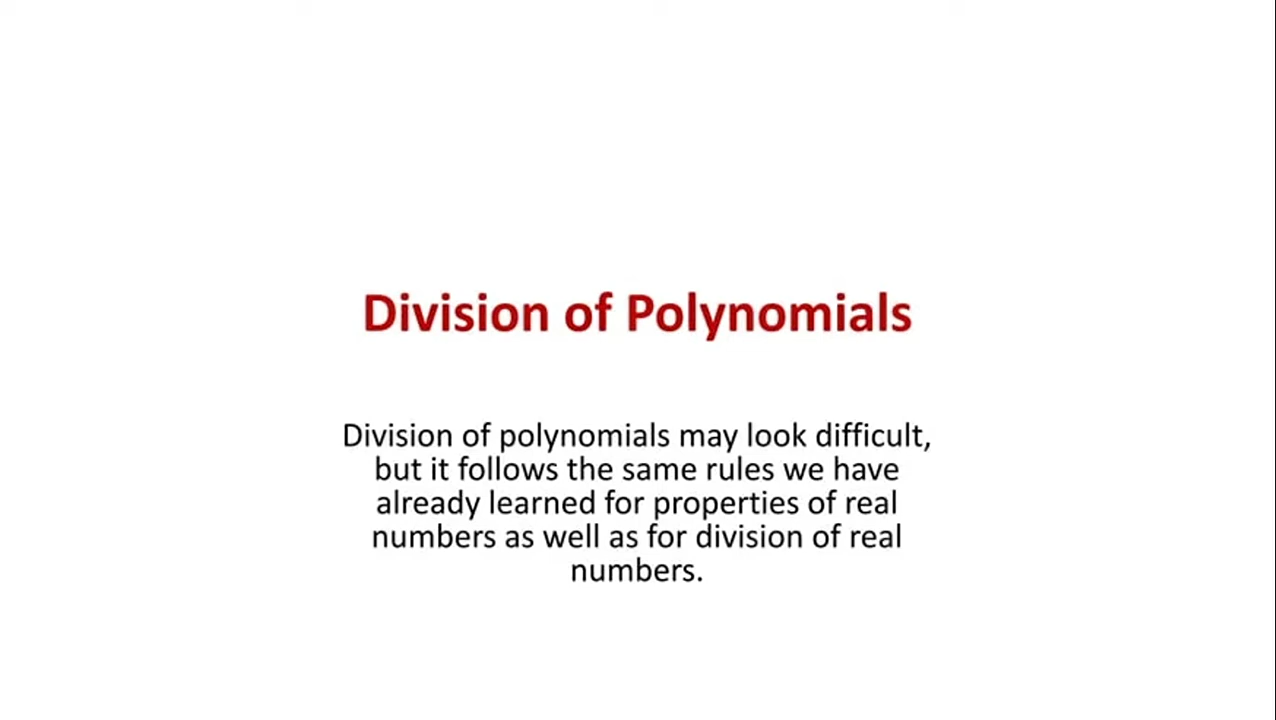 Division of Polynomials
Division of polynomials may look difficult,
but it follows the same rules we have
already learned for properties of real
numbers as well as for division of real
numbers.